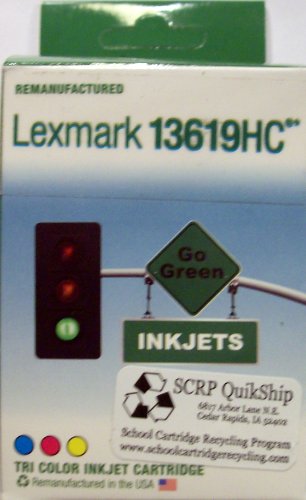 REMANUFACTURED
Lexmark 13619HC®*
Go
Green
INKJETS
SCRP QuikShip
6817 Arbor Lane N.E.
Cedar Rapids, IA 52402
School Cartridge Recycling Program
www.schoolcartridgerecycling.com
TRI COLOR INKJET CARTRIDGE
Remanufactured in the USA